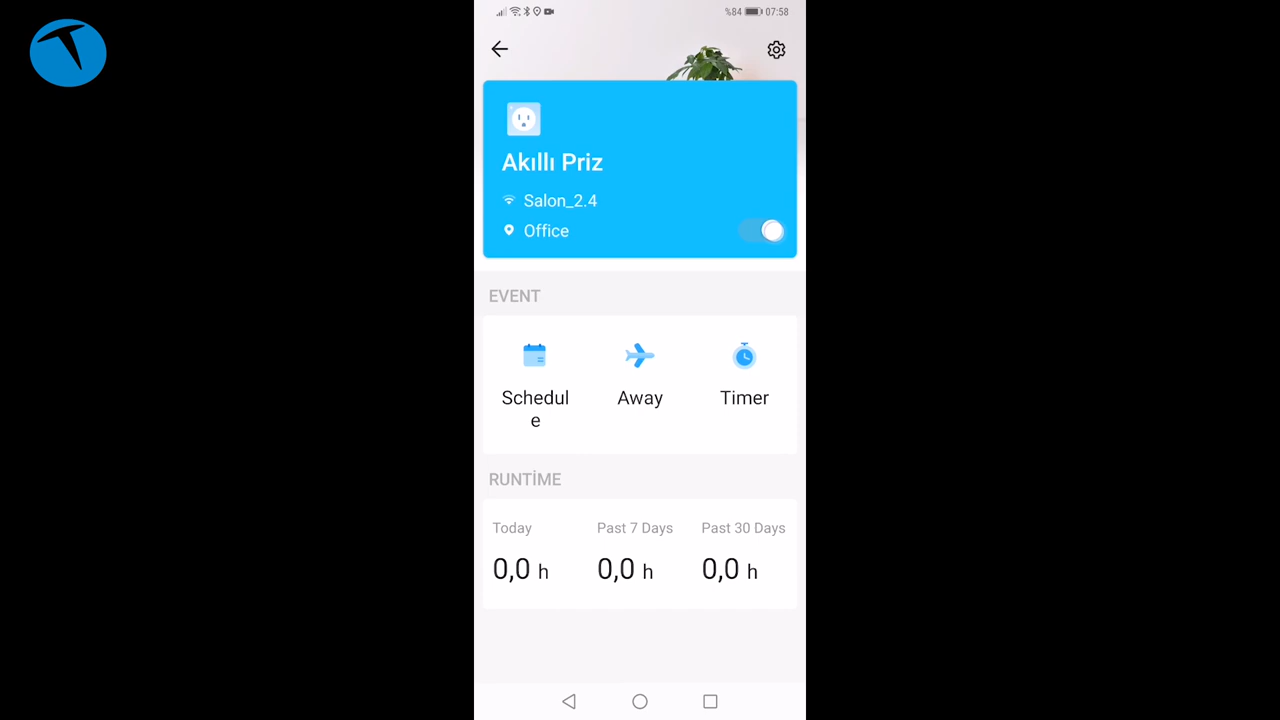 %84 07:58
Akıllı Priz
Salon_2.4
Office
EVENT
Schedul
e
Away
Timer
RUNTİME
Today
Past 7 Days
Past 30 Days
0,0 h
0,0 h
0,0 h